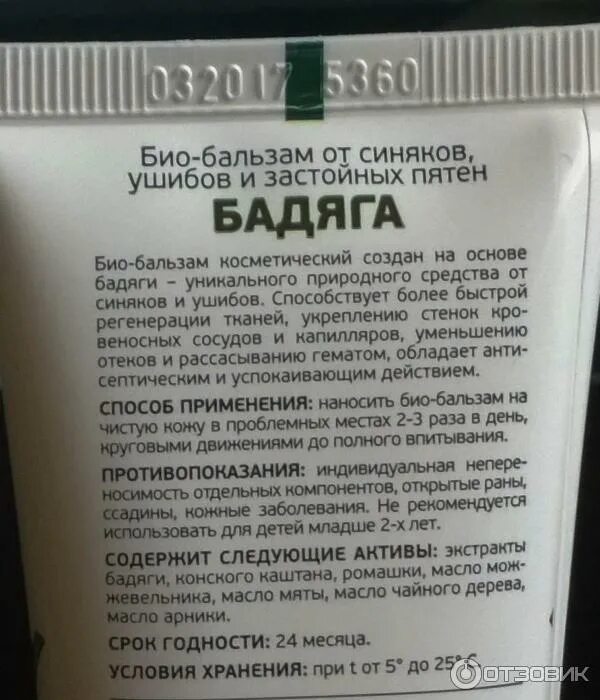 032017 5360
Био-бальзам от синяков,
ушибов и застойных пятен
БАДЯГА
Био-бальзам косметический создан на основе
бадяги – уникального природного средства от
синяков и ушибов. Способствует более быстрой
регенерации тканей, укреплению стенок кро-
веносных сосудов и капилляров, уменьшению
отеков и рассасыванию гематом, обладает анти-
септическим и успокаивающим действием.
СПОСОБ ПРИМЕНЕНИЯ: наносить био-бальзам на
чистую кожу в проблемных местах 2-3 раза в день,
круговыми движениями до полного впитывания.
ПРОТИВОПОКАЗАНИЯ: индивидуальная непере-
носимость отдельных компонентов, открытые раны,
ссадины, кожные заболевания. Не рекомендуется
использовать для детей младше 2-х лет.
СОДЕРЖИТ СЛЕДУЮЩИЕ АКТИВЫ: экстракты
бадяги, конского каштана, ромашки, масло мож-
жевельника, масло мяты, масло чайного дерева,
масло арники.
СРОК ГОДНОСТИ: 24 месяца.
УСЛОВИЯ ХРАНЕНИЯ: при t от 5° до 25° С
ОТЗОВИК